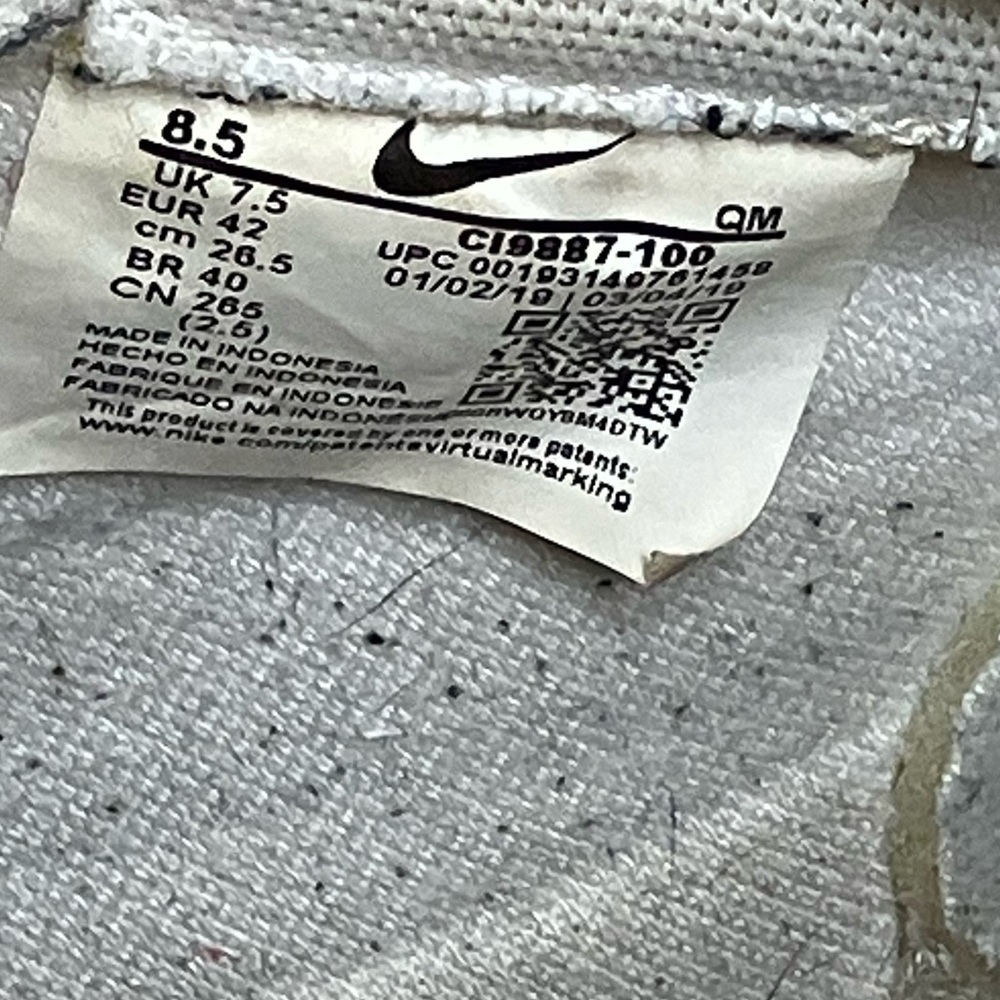 8.5
UK 7.5
EUR 42
cm 26.5
BR 40
CN 265
(2.5)
QM
CI9887-100
UPC 00193149761458
01/02/19 | 03/04/19
MADE IN INDONESIA
HECHO EN INDONESIA
FABRIQUE EN INDONESIE
FABRICADO NA INDONESIA
This product is covered by one or more patents:
www.nike.com/patentsvirtualmarking